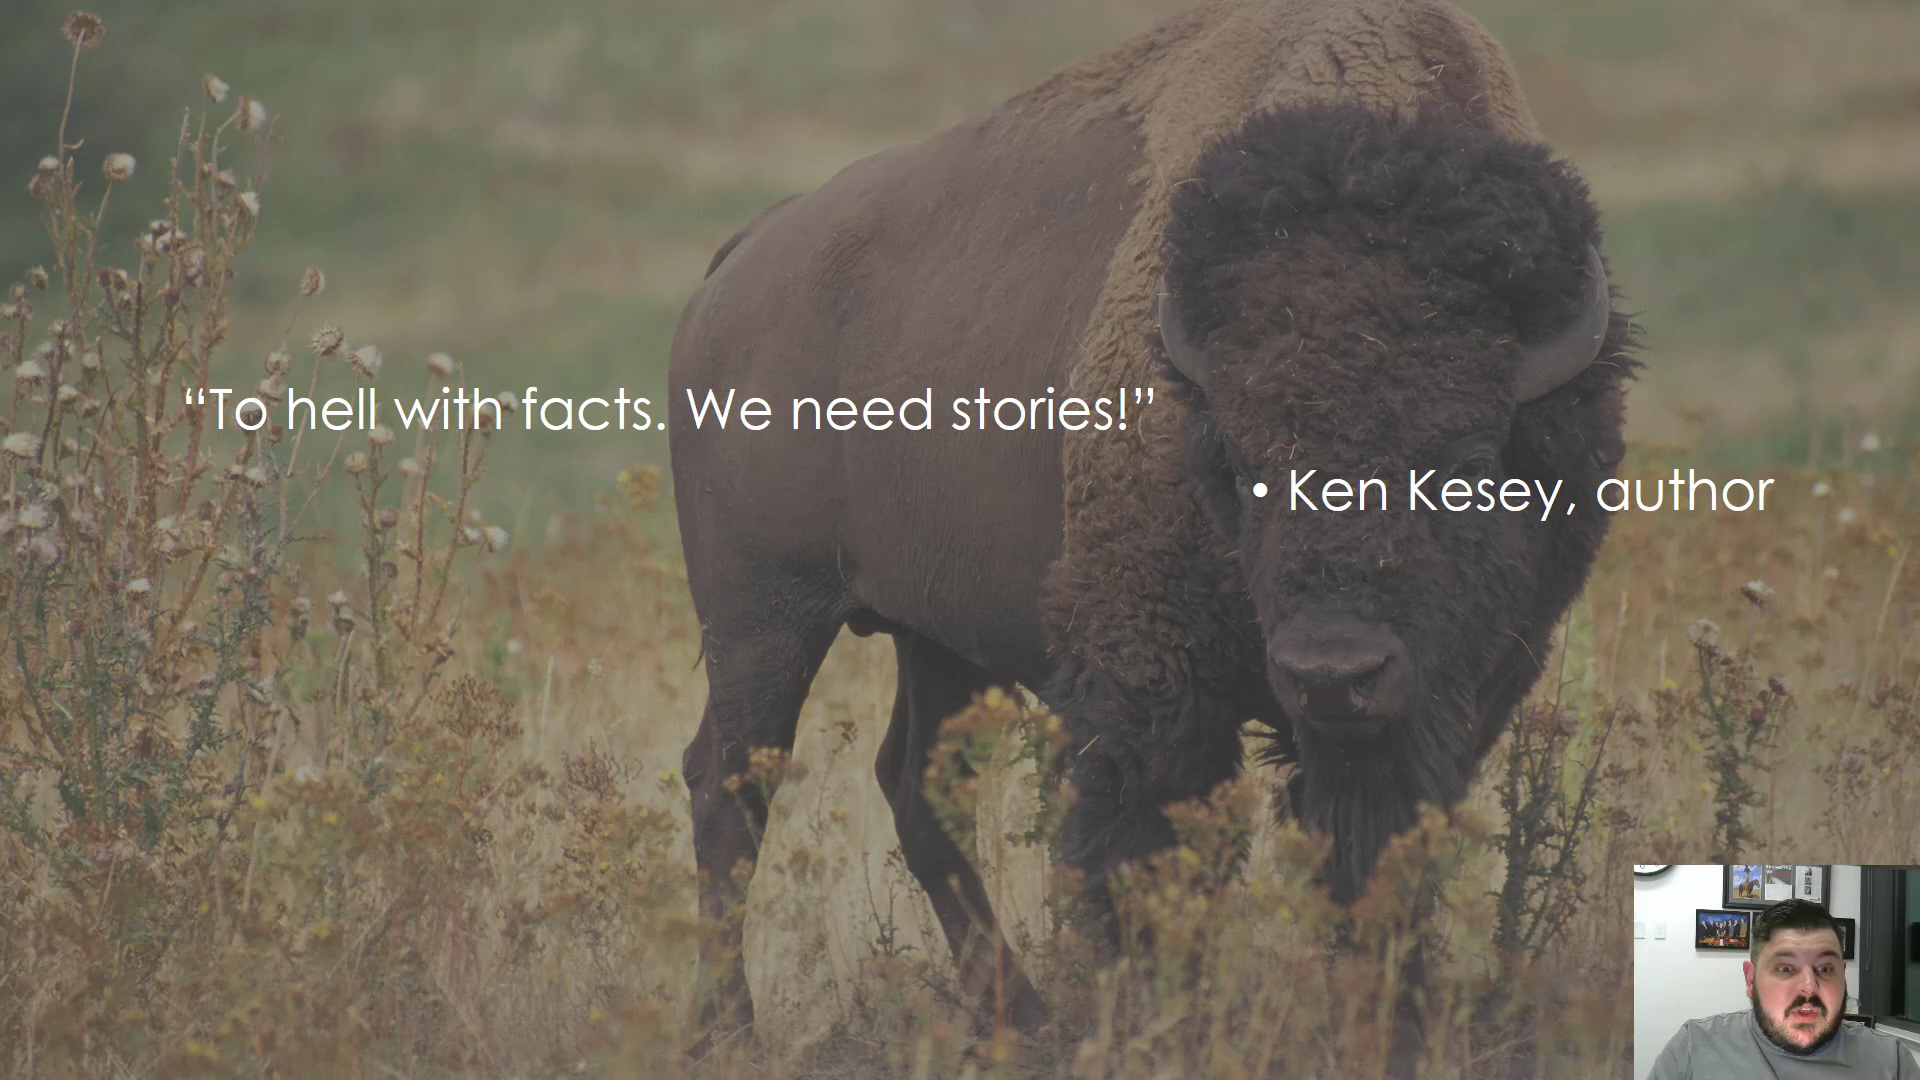 “To hell with facts. We need stories!”
• Ken Kesey, author